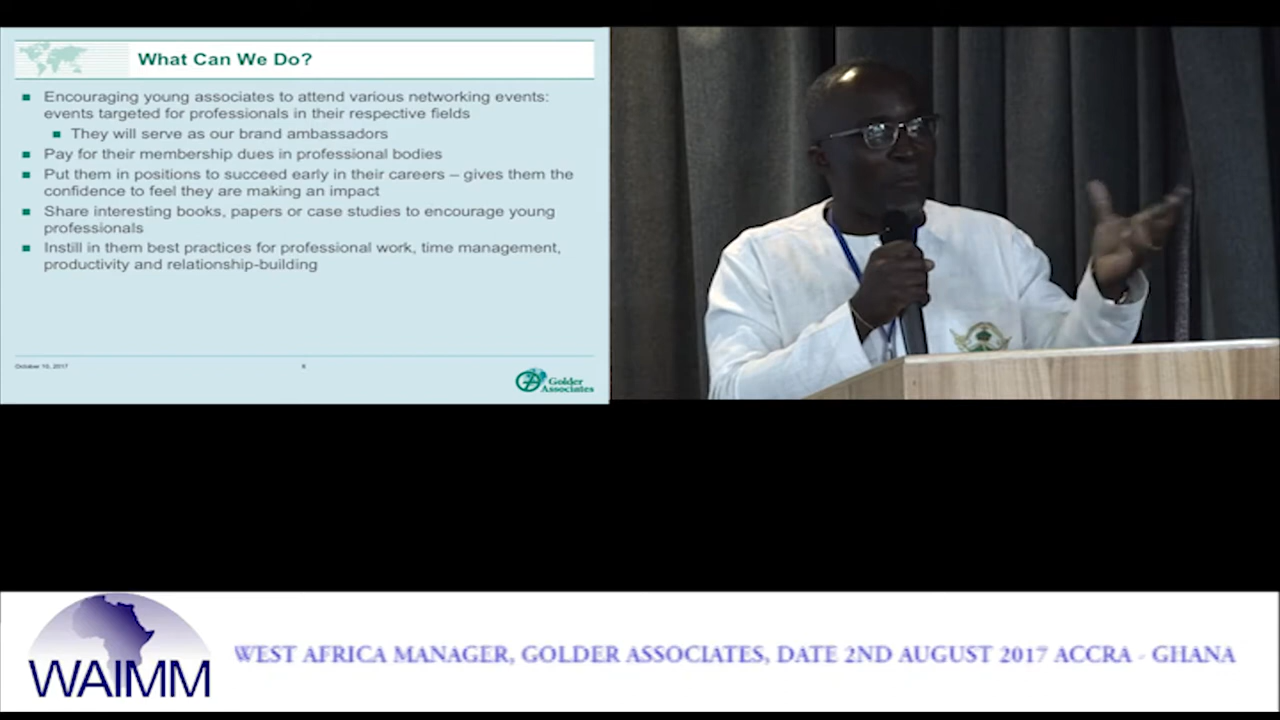 What Can We Do?
Encouraging young associates to attend various networking events:
events targeted for professionals in their respective fields
They will serve as our brand ambassadors
Pay for their membership dues in professional bodies
Put them in positions to succeed early in their careers – gives them the
confidence to feel they are making an impact
Share interesting books, papers or case studies to encourage young
professionals
Instill in them best practices for professional work, time management,
productivity and relationship-building
October 10, 2017
Golder
Associates
WAIMM
WEST AFRICA MANAGER, GOLDER ASSOCIATES, DATE 2ND AUGUST 2017 ACCRA - GHANA